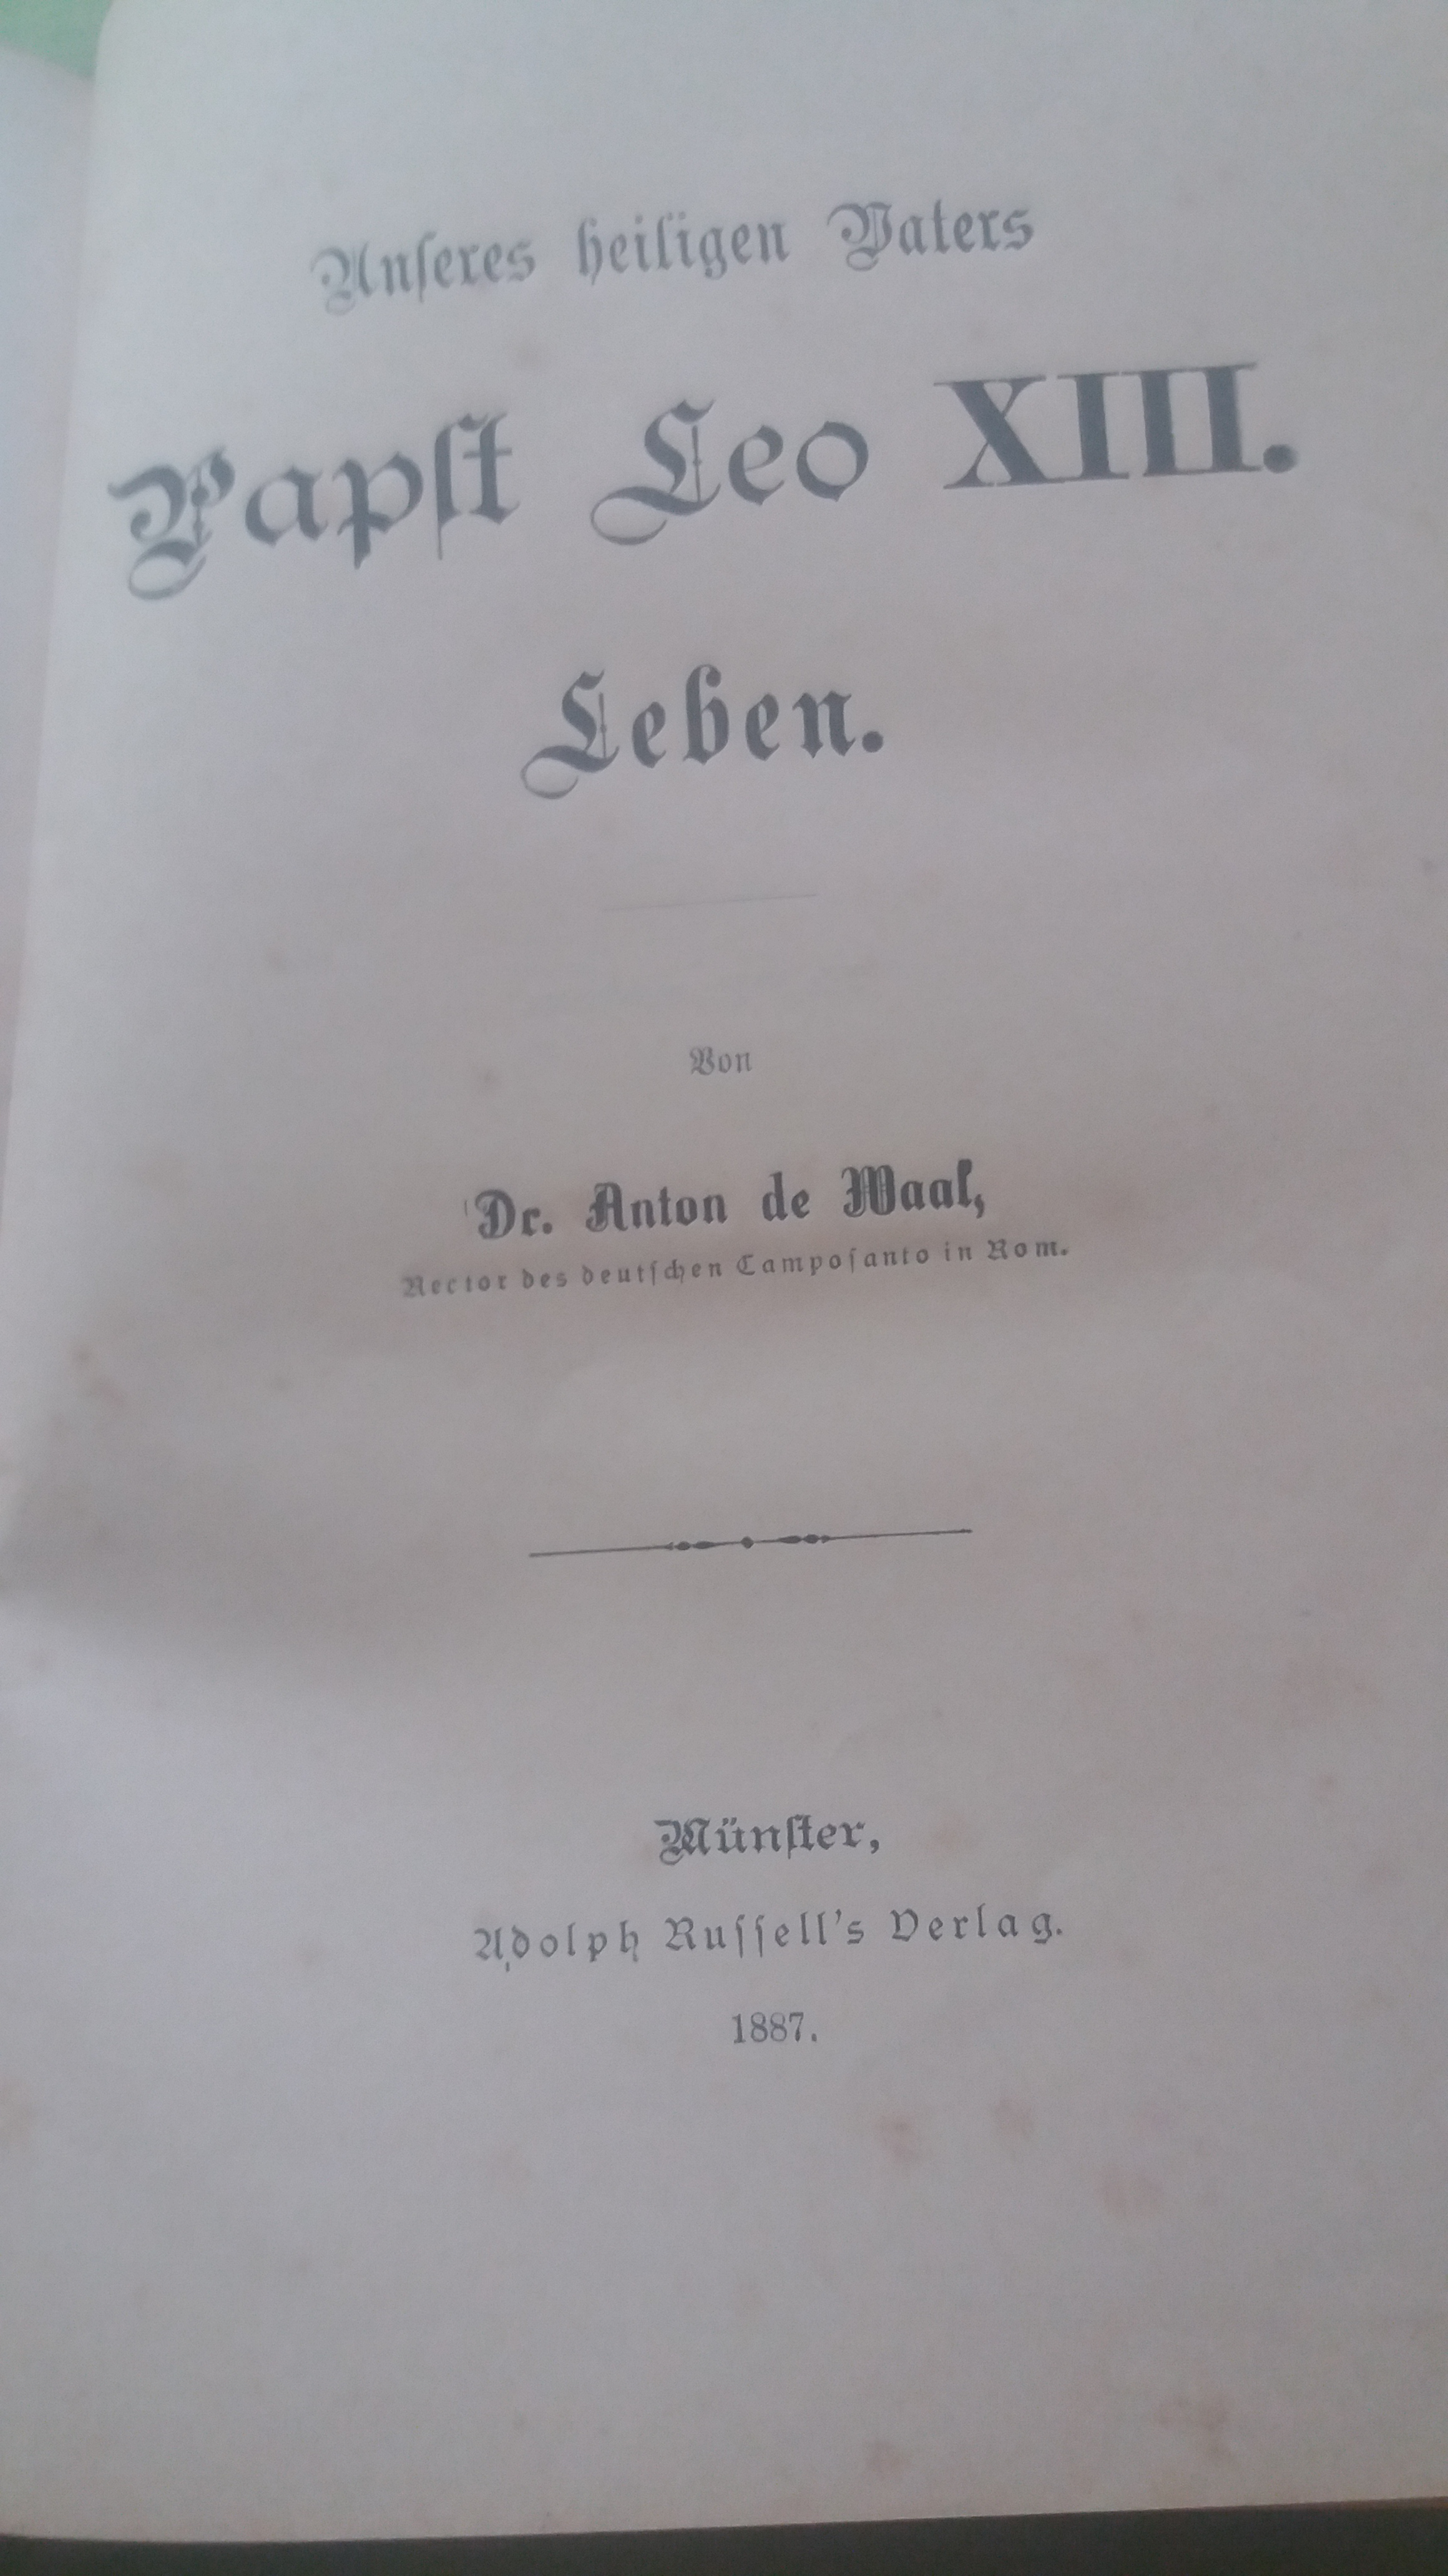 Unſeres heiligen Vaters
Papſt Leo XIII.
Leben.
Von
Dr. Anton de Waal,
Rector des deutſchen Campoſanto in Rom.
Münſter,
Adolph Ruſſell's Verlag.
1887.